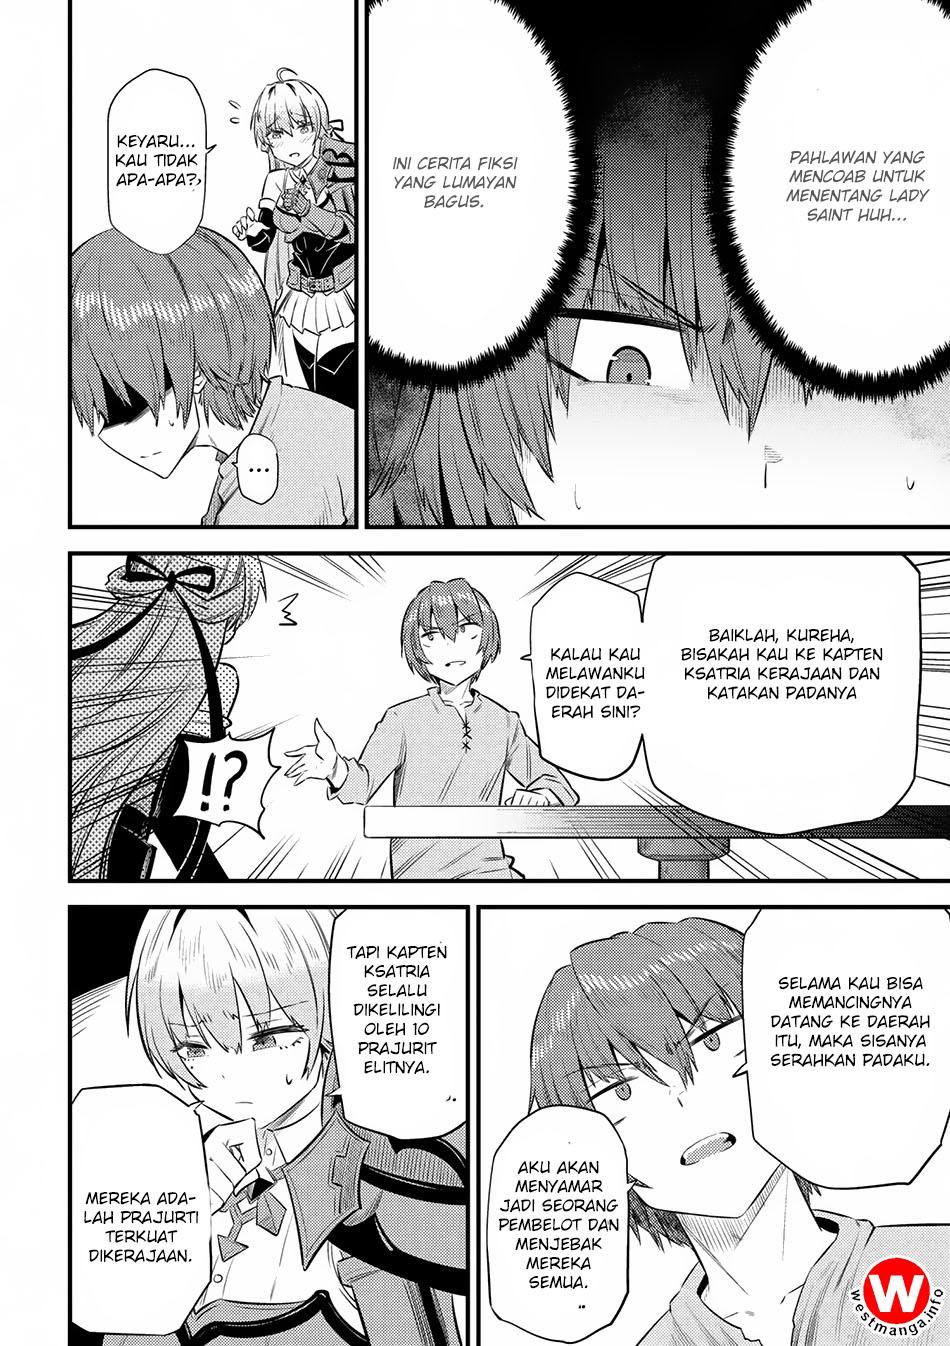 PAHLAWAN YANG
MENCOAB UNTUK
MENENTANG LADY
SAINT HUH...
INI CERITA FIKSI
YANG LUMAYAN
BAGUS.
KEYARU...
KAU TIDAK
APA-APA?
...
BAIKLAH, KUREHA,
BISAKAH KAU KE KAPTEN
KSATRIA KERAJAAN DAN
KATAKAN PADANYA
KALAU KAU
MELAWANKU
DIDEKAT DA-
ERAH SINI?
!?
SELAMA KAU BISA
MEMANCINGNYA
DATANG KE DAERAH
ITU, MAKA SISANYA
SERAHKAN PADAKU.
AKU AKAN
MENYAMAR
JADI SEORANG
PEMBELOT DAN
MENJEBAK
MEREKA
SEMUA.
TAPI KAPTEN
KSATRIA
SELALU
DIKELILINGI
OLEH 10
PRAJURIT
ELITNYA.
MEREKA ADA-
LAH PRAJURTI
TERKUAT
DIKERAJAAN.
W
westmanga.info